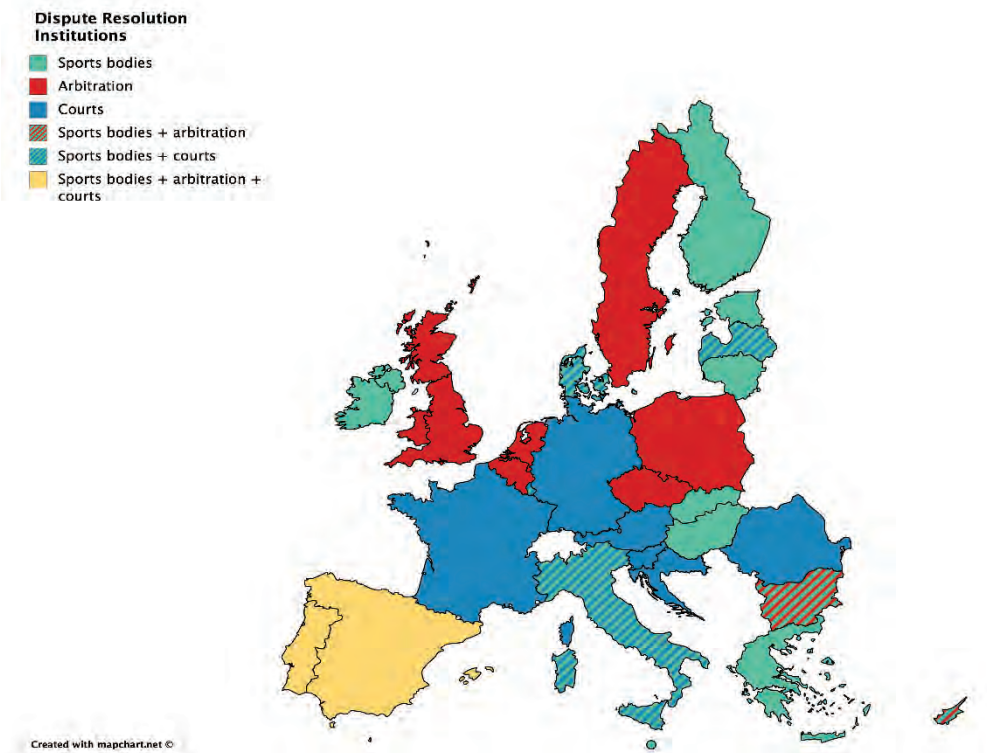 Dispute Resolution
Institutions
Sports bodies
Arbitration
Courts
Sports bodies + arbitration
Sports bodies + courts
Sports bodies + arbitration +
courts
Created with mapchart.net ©